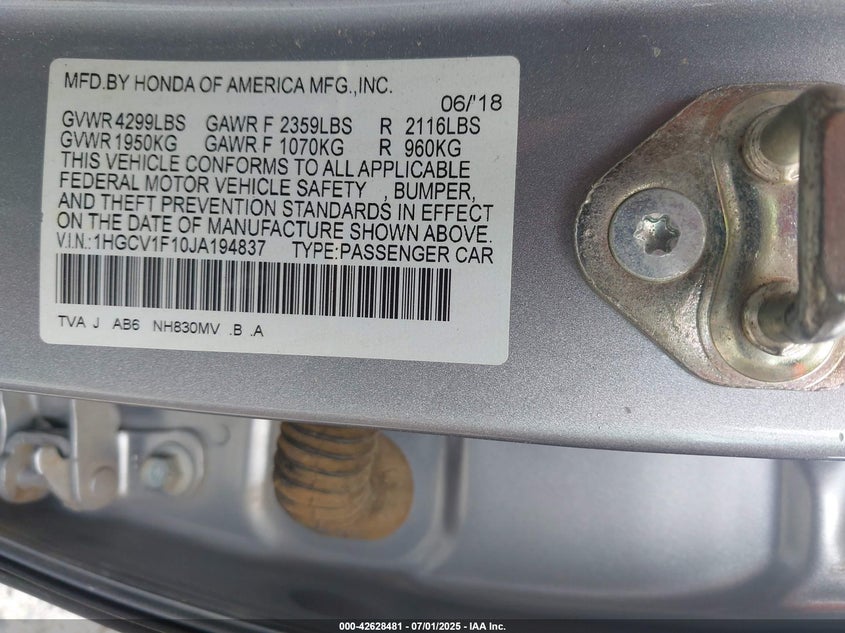 MFD.BY HONDA OF AMERICA MFG.,INC.
06/'18
GVWR 4299LBS GAWR F 2359LBS R 2116LBS
GVWR 1950KG GAWR F 1070KG R 960KG
THIS VEHICLE CONFORMS TO ALL APPLICABLE
FEDERAL MOTOR VEHICLE SAFETY , BUMPER,
AND THEFT PREVENTION STANDARDS IN EFFECT
ON THE DATE OF MANUFACTURE SHOWN ABOVE.
V.I.N.:1HGCV1F10JA194837 TYPE:PASSENGER CAR
TVA J AB6 NH830MV .B .A
000-42628481 - 07/01/2025 - IAA Inc.